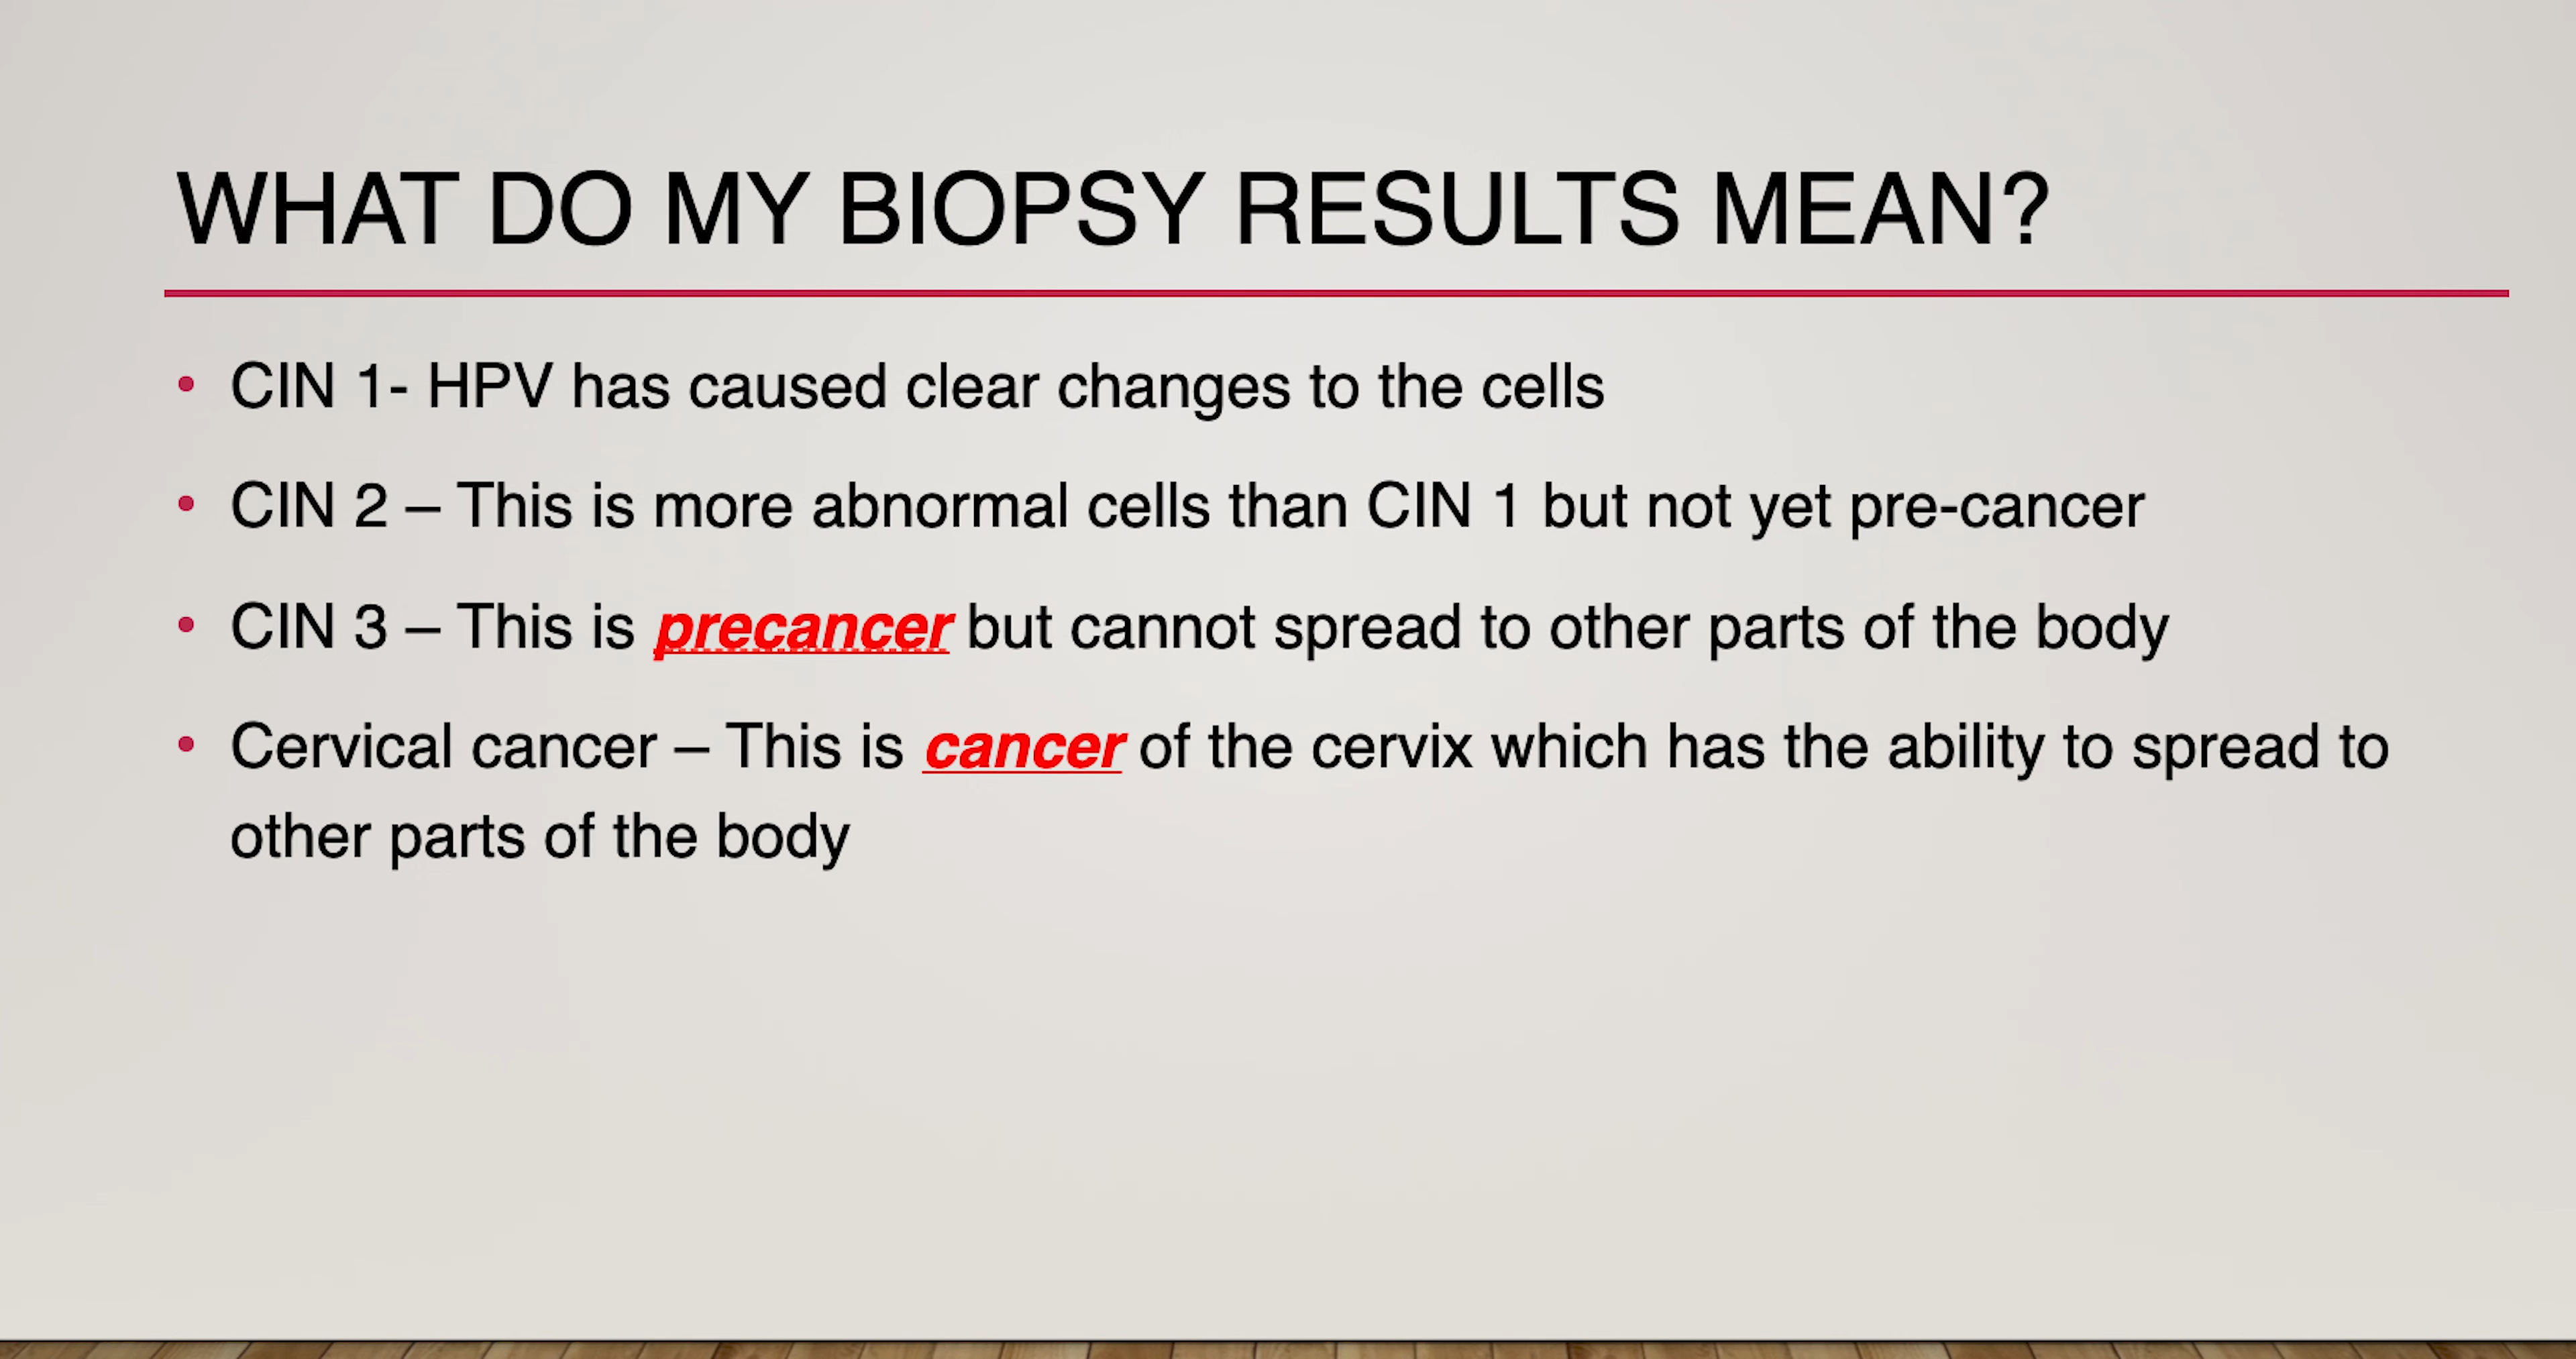 WHAT DO MY BIOPSY RESULTS MEAN?
• CIN 1- HPV has caused clear changes to the cells
• CIN 2 – This is more abnormal cells than CIN 1 but not yet pre-cancer
• CIN 3 – This is precancer but cannot spread to other parts of the body
• Cervical cancer – This is cancer of the cervix which has the ability to spread to
other parts of the body